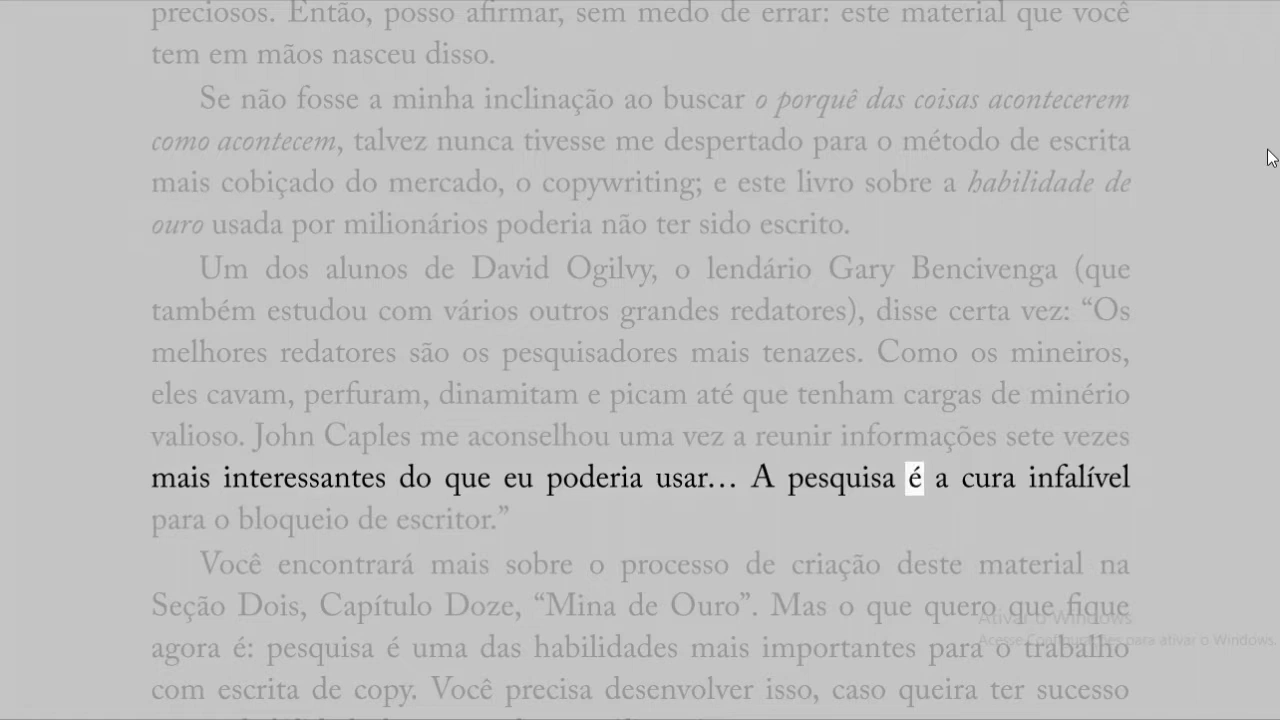 preciosos. Então, posso afirmar, sem medo de errar: este material que você
tem em mãos nasceu disso.
Se não fosse a minha inclinação ao buscar o porquê das coisas acontecerem
como acontecem, talvez nunca tivesse me despertado para o método de escrita
mais cobiçado do mercado, o copywriting; e este livro sobre a habilidade de
ouro usada por milionários poderia não ter sido escrito.
Um dos alunos de David Ogilvy, o lendário Gary Bencivenga (que
também estudou com vários outros grandes redatores), disse certa vez: “Os
melhores redatores são os pesquisadores mais tenazes. Como os mineiros,
eles cavam, perfuram, dinamitam e picam até que tenham cargas de minério
valioso. John Caples me aconselhou uma vez a reunir informações sete vezes
mais interessantes do que eu poderia usar… A pesquisa é a cura infalível
para o bloqueio de escritor.”
Você encontrará mais sobre o processo de criação deste material na
Seção Dois, Capítulo Doze, “Mina de Ouro”. Mas o que quero que fique
agora é: pesquisa é uma das habilidades mais importantes para o trabalho
com escrita de copy. Você precisa desenvolver isso, caso queira ter sucesso
Ativar o Windows
Acesse Configurações para ativar o Windows.